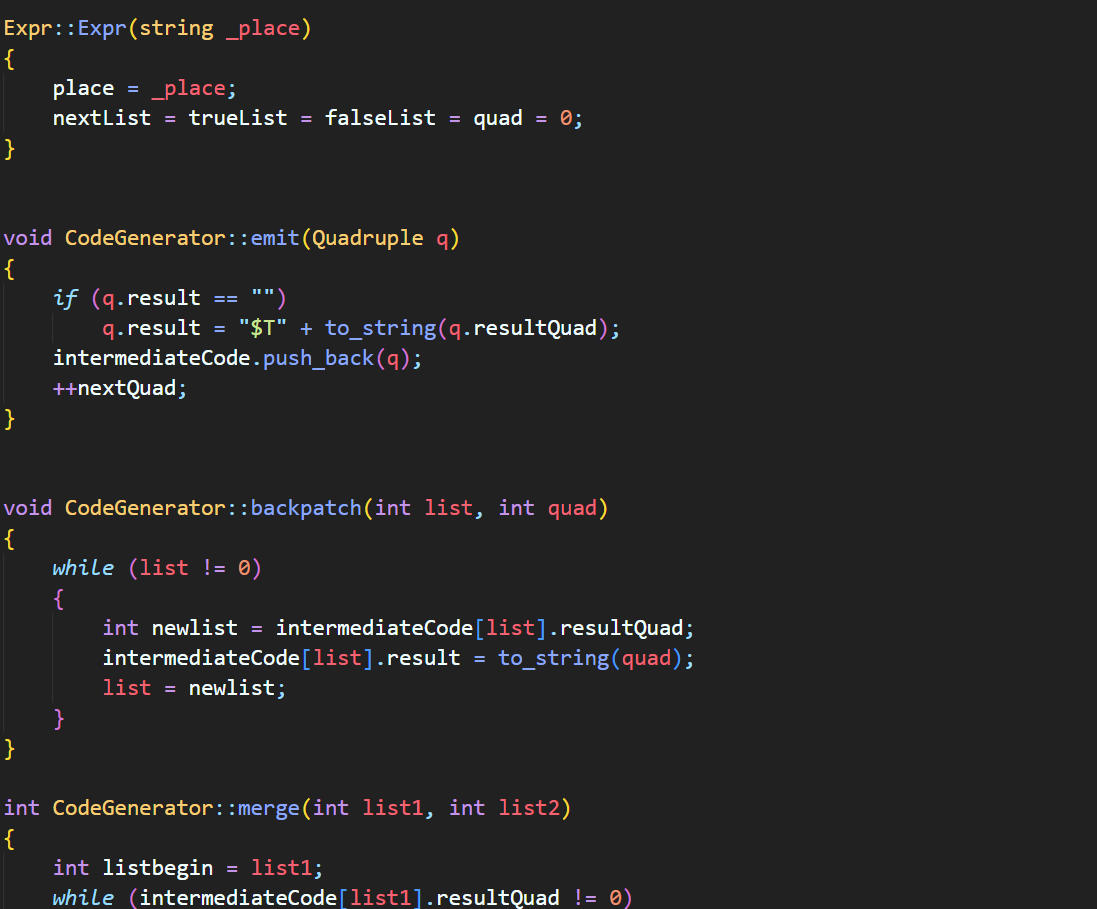 Expr::Expr(string _place)
{
    place = _place;
    nextList = trueList = falseList = quad = 0;
}
void CodeGenerator::emit(Quadruple q)
{
    if (q.result == "")
        q.result = "$T" + to_string(q.resultQuad);
    intermediateCode.push_back(q);
    ++nextQuad;
}
void CodeGenerator::backpatch(int list, int quad)
{
    while (list != 0)
    {
        int newlist = intermediateCode[list].resultQuad;
        intermediateCode[list].result = to_string(quad);
        list = newlist;
    }
}
int CodeGenerator::merge(int list1, int list2)
{
    int listbegin = list1;
    while (intermediateCode[list1].resultQuad != 0)